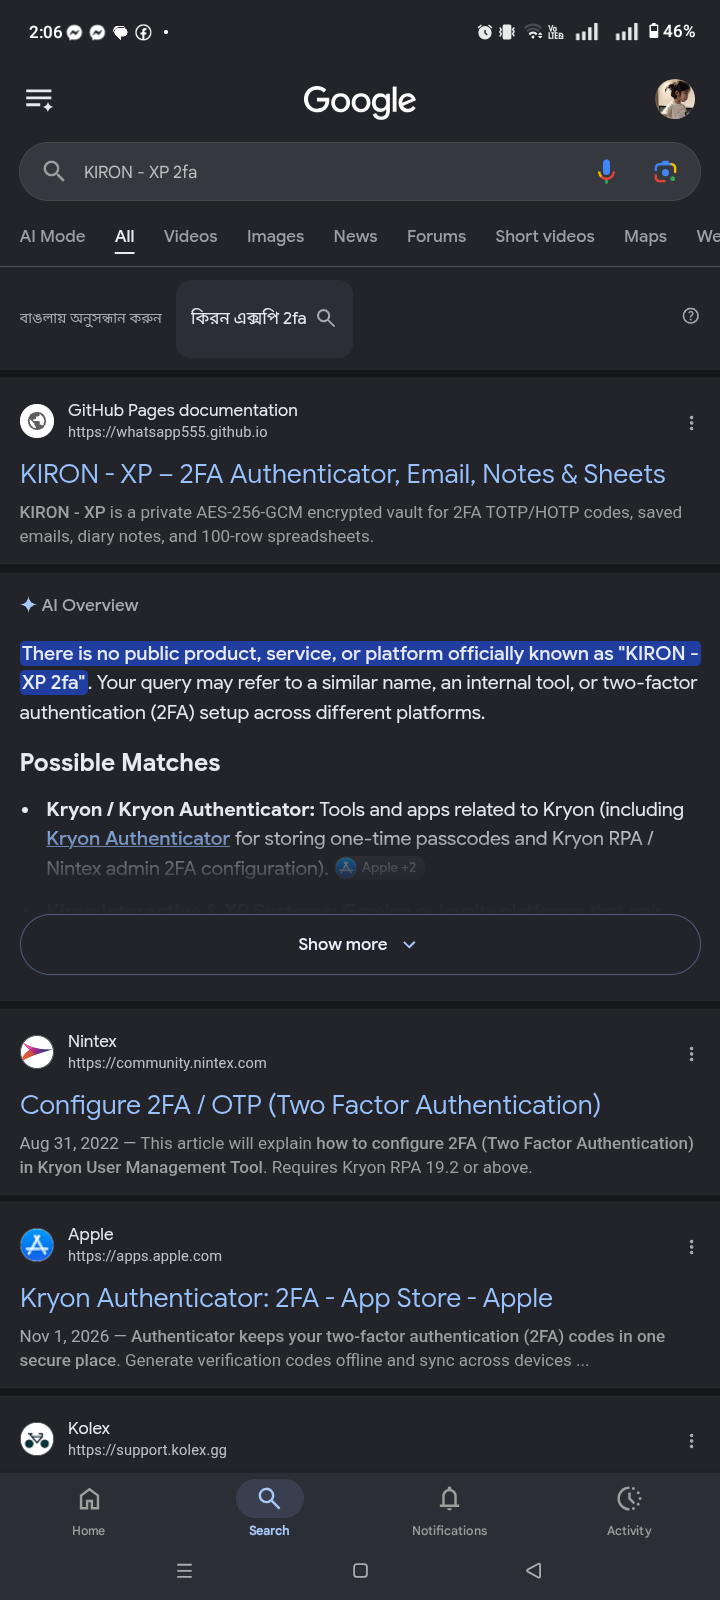 2:06
Vo LTE2
46%
Google
KIRON - XP 2fa
AI Mode All Videos Images News Forums Short videos Maps We
বাঙলায় অনুসন্ধান করুন কিরন এক্সপি 2fa
GitHub Pages documentation
https://whatsapp555.github.io
KIRON - XP – 2FA Authenticator, Email, Notes & Sheets
KIRON - XP is a private AES-256-GCM encrypted vault for 2FA TOTP/HOTP codes, saved
emails, diary notes, and 100-row spreadsheets.
AI Overview
There is no public product, service, or platform officially known as "KIRON -
XP 2fa". Your query may refer to a similar name, an internal tool, or two-factor
authentication (2FA) setup across different platforms.
Possible Matches
• Kryon / Kryon Authenticator: Tools and apps related to Kryon (including
Kryon Authenticator for storing one-time passcodes and Kryon RPA /
Nintex admin 2FA configuration). Apple +2
Show more
Nintex
https://community.nintex.com
Configure 2FA / OTP (Two Factor Authentication)
Aug 31, 2022 — This article will explain how to configure 2FA (Two Factor Authentication)
in Kryon User Management Tool. Requires Kryon RPA 19.2 or above.
Apple
https://apps.apple.com
Kryon Authenticator: 2FA - App Store - Apple
Nov 1, 2026 — Authenticator keeps your two-factor authentication (2FA) codes in one
secure place. Generate verification codes offline and sync across devices ...
Kolex
https://support.kolex.gg
Home Search Notifications Activity